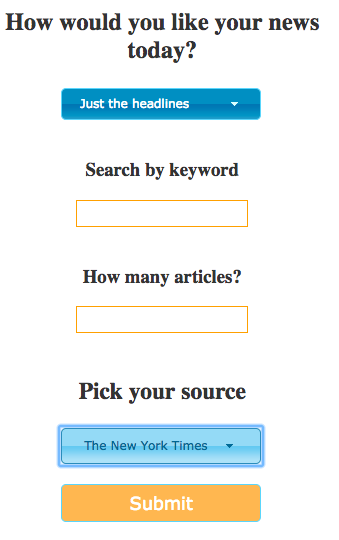 How would you like your news
today?
Just the headlines
Search by keyword
How many articles?
Pick your source
The New York Times
Submit